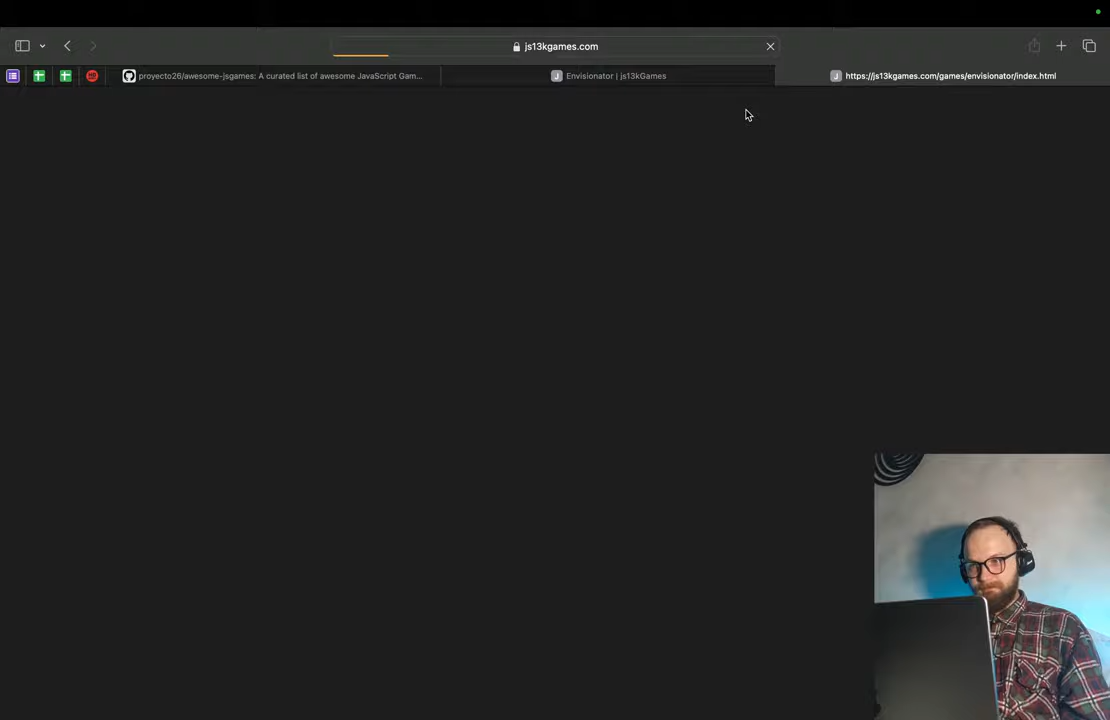 js13kgames.com
proyecto26/awesome-jsgames: A curated list of awesome JavaScript Gam...
J Envisionator | js13kGames
J https://js13kgames.com/games/envisionator/index.html